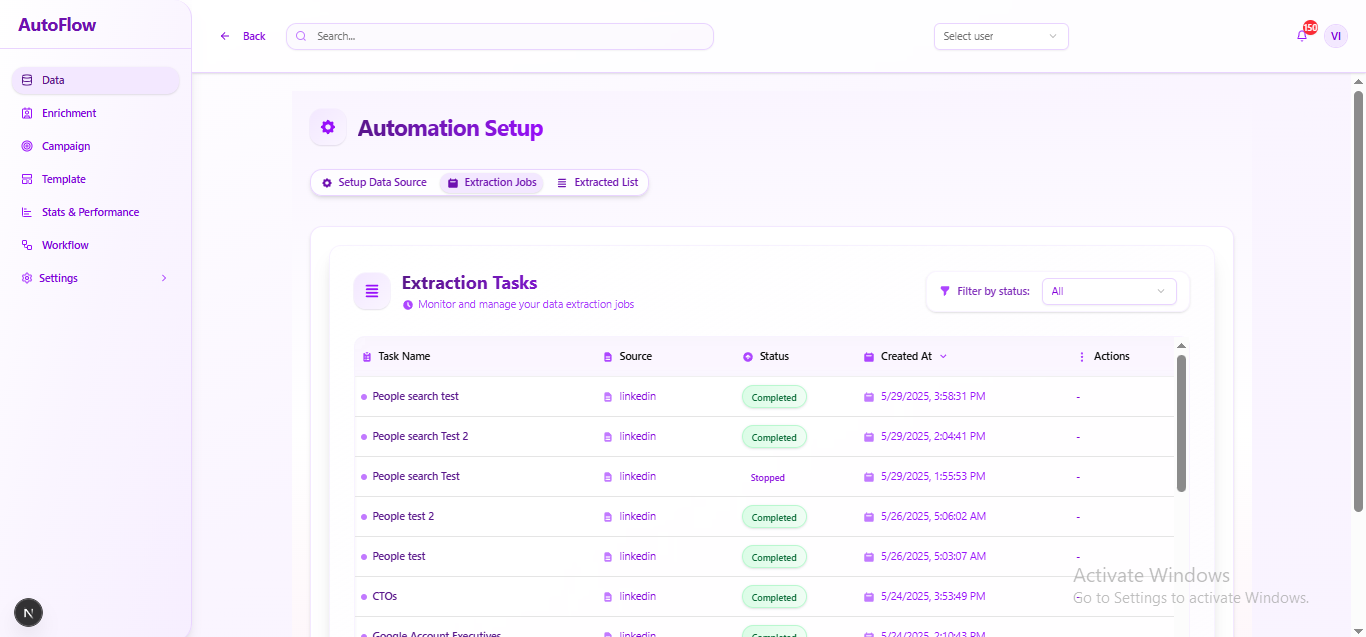 AutoFlow
Back
Search...
Select user
150
VI
Data
Enrichment
Campaign
Template
Stats & Performance
Workflow
Settings
Automation Setup
Setup Data Source
Extraction Jobs
Extracted List
Extraction Tasks
Monitor and manage your data extraction jobs
Filter by status:
All
Task Name Source Status Created At Actions
People search test linkedin Completed 5/29/2025, 3:58:31 PM -
People search Test 2 linkedin Completed 5/29/2025, 2:04:41 PM -
People search Test linkedin Stopped 5/29/2025, 1:55:53 PM -
People test 2 linkedin Completed 5/26/2025, 5:06:02 AM -
People test linkedin Completed 5/26/2025, 5:03:07 AM -
CTOs linkedin Completed 5/24/2025, 3:53:49 PM
Google Account Executives linkedin Completed 5/24/2025, 2:10:43 PM
Activate Windows
Go to Settings to activate Windows.
N